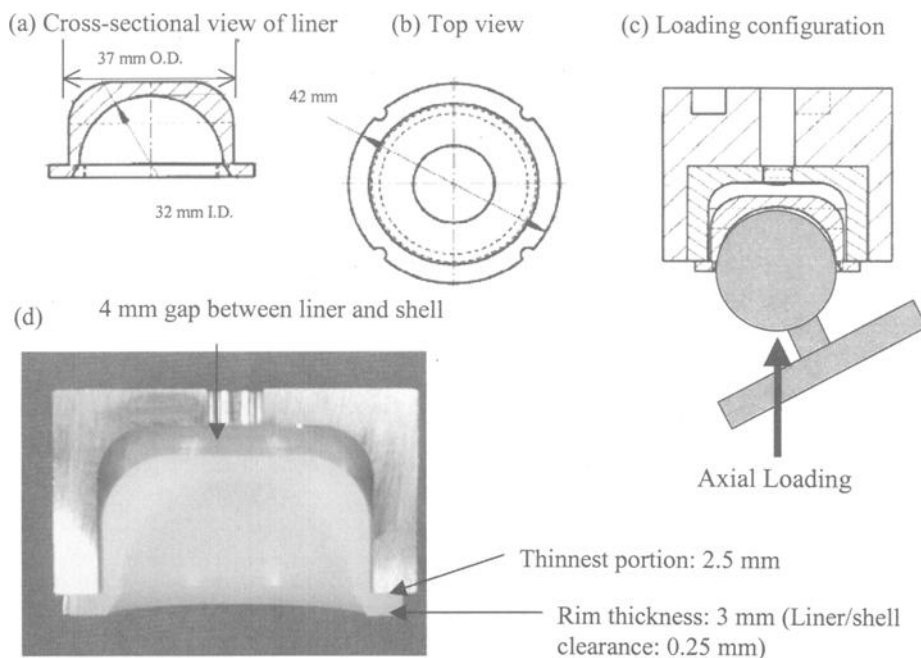 (a) Cross-sectional view of liner
37 mm O.D.
32 mm I.D.
(b) Top view
42 mm
(c) Loading configuration
Axial Loading
(d)
4 mm gap between liner and shell
Thinnest portion: 2.5 mm
Rim thickness: 3 mm (Liner/shell
clearance: 0.25 mm)